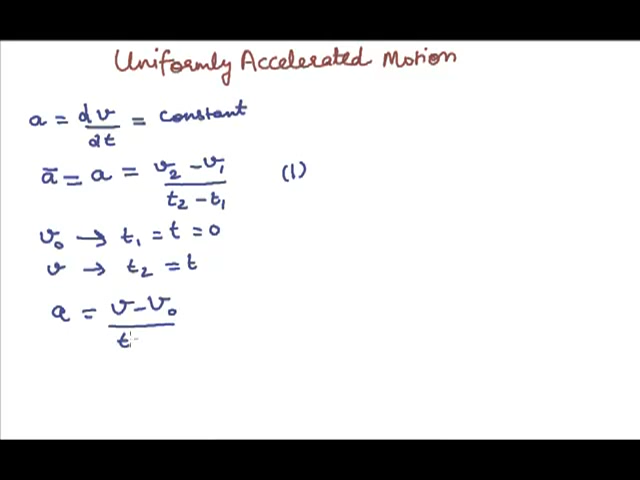 Uniformly Accelerated Motion
a = dv/dt = constant
ā = a = v₂ - v₁ / t₂ - t₁ (1)
v₀ → t₁ = t = 0
v → t₂ = t
a = v - v₀ / t-